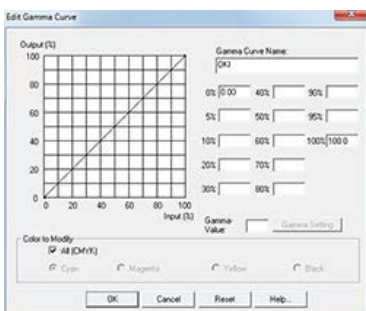 Edit Gamma Curve
Output (%)
100
80
60
40
20
0
0 20 40 60 80 100
Input (%)
Gamma Curve Name:
0% 0.00 40% 90%
5% 50% 95%
10% 60% 100% 100.0
20% 70%
30% 80%
Gamma-
Value: Gamma Setting
Color to Modify
All (CMYK)
Cyan Magenta Yellow Black
OK Cancel Reset Help...